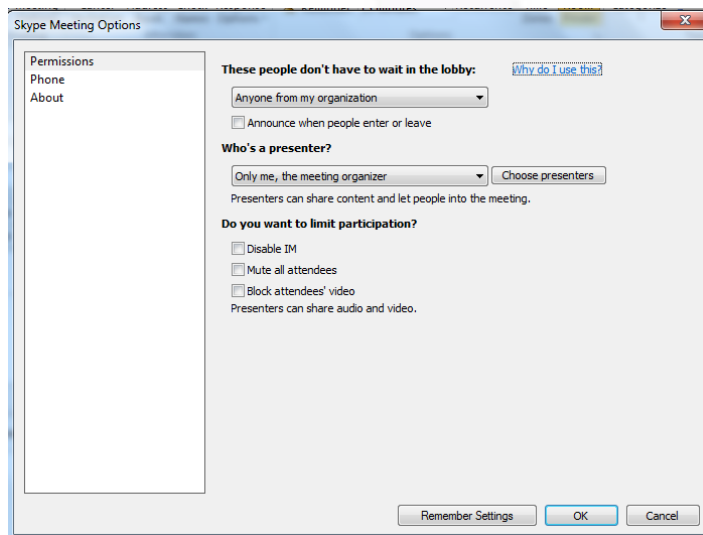 Skype Meeting Options
Permissions
Phone
About
These people don't have to wait in the lobby:
Why do I use this?
Anyone from my organization
Announce when people enter or leave
Who's a presenter?
Only me, the meeting organizer
Choose presenters
Presenters can share content and let people into the meeting.
Do you want to limit participation?
Disable IM
Mute all attendees
Block attendees' video
Presenters can share audio and video.
Remember Settings
OK
Cancel